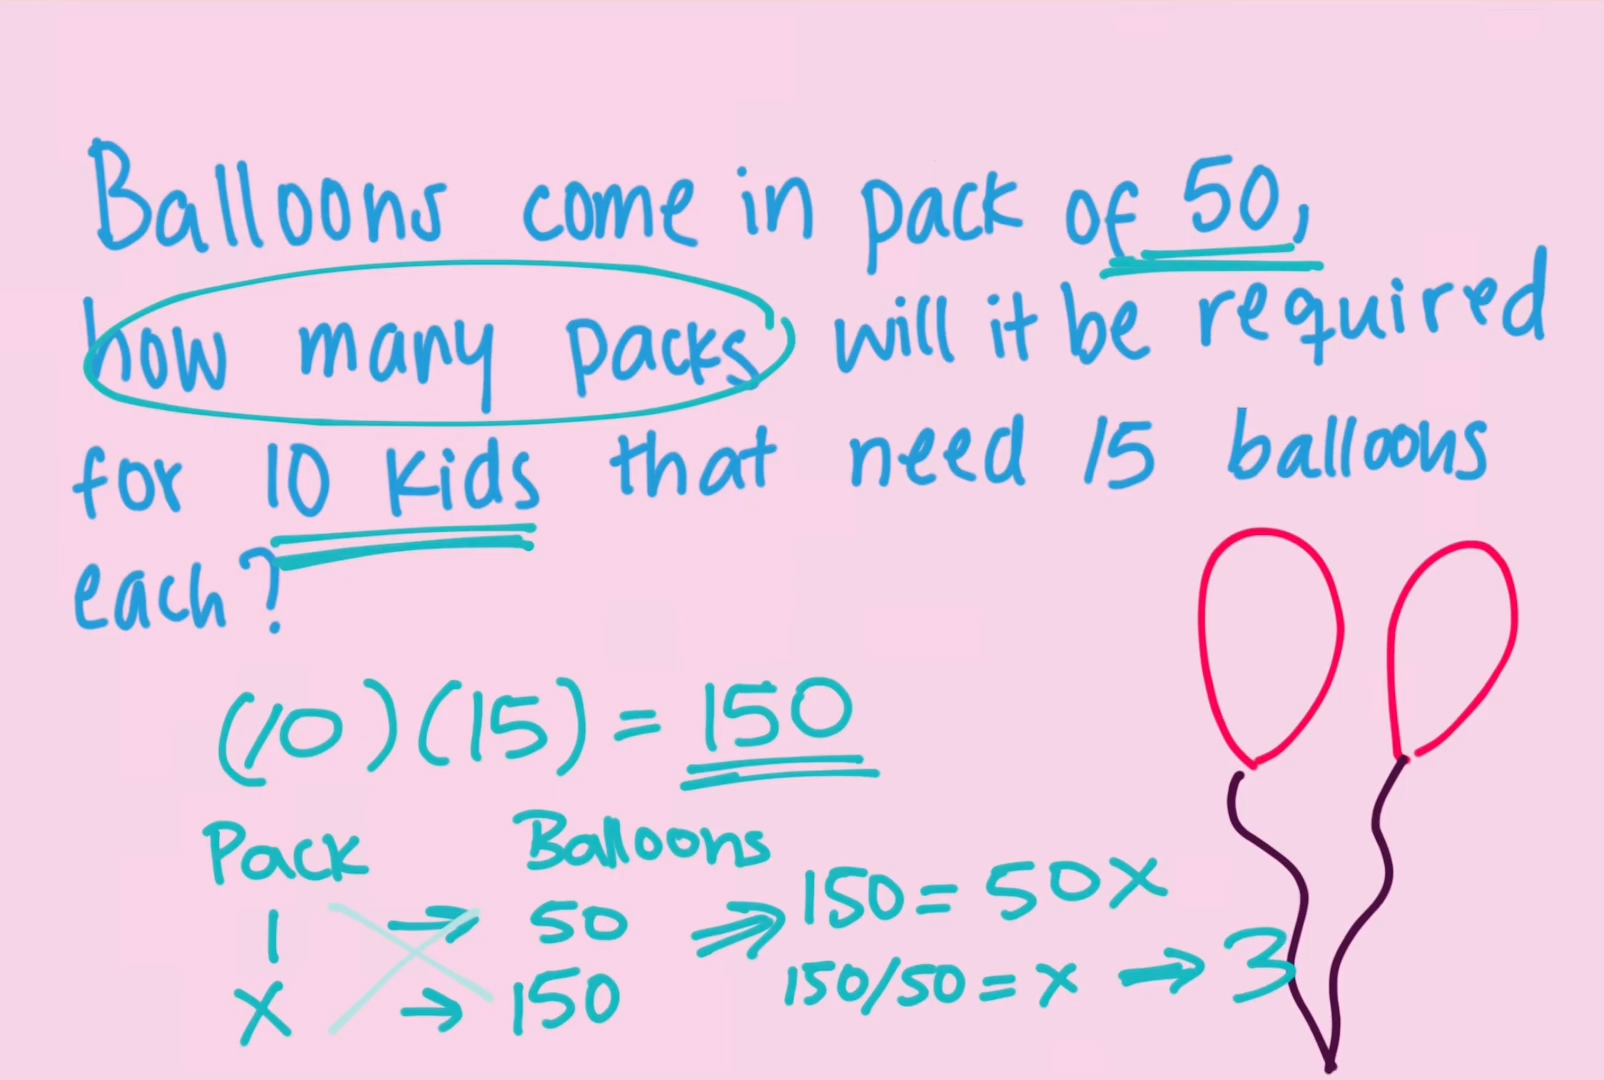 Balloons come in pack of 50,
how many packs will it be required
for 10 kids that need 15 balloons
each?
(10)(15) = 150
Pack Balloons
1 → 50 ⇒ 150 = 50x
x → 150 150/50 = x → 3